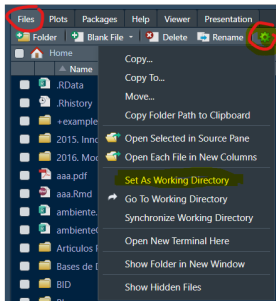 Files Plots Packages Help Viewer Presentation
Folder Blank File Delete Rename
Home
Name
.RData
.Rhistory
+example
2015. Inno
2016. Mod
aaa.pdf
aaa.Rmd
ambiente.
ambiente
Articulos
Bases de
BID
Copy...
Copy To...
Move...
Copy Folder Path to Clipboard
Open Selected in Source Pane
Open Each File in New Columns
Set As Working Directory
Go To Working Directory
Synchronize Working Directory
Open New Terminal Here
Show Folder in New Window
Show Hidden Files